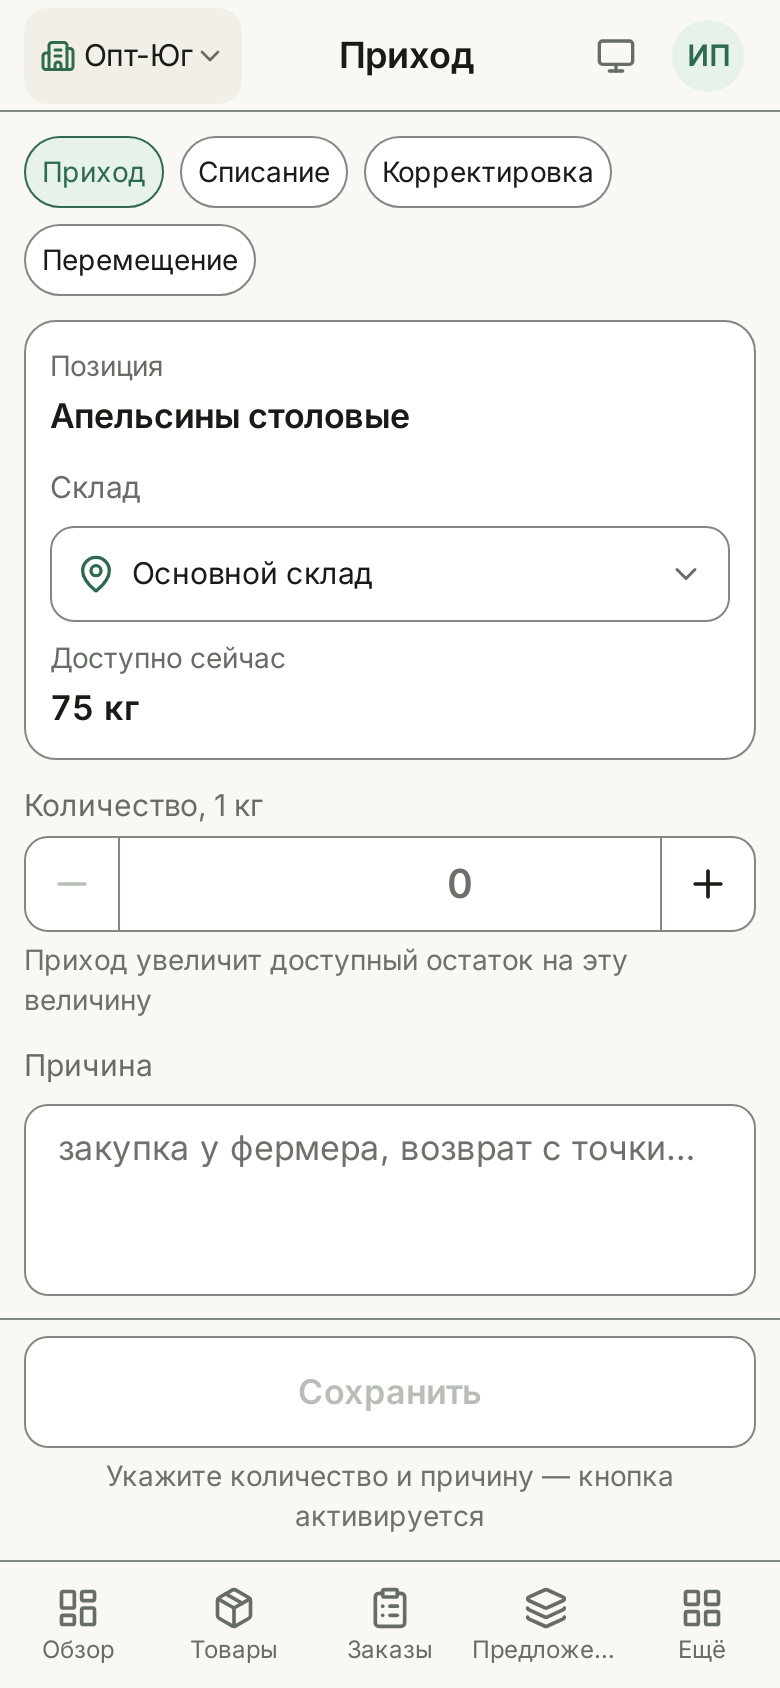 Опт-Юг
Приход
ИП
Приход
Списание
Корректировка
Перемещение
Позиция
Апельсины столовые
Склад
Основной склад
Доступно сейчас
75 кг
Количество, 1 кг
0
Приход увеличит доступный остаток на эту
величину
Причина
закупка у фермера, возврат с точки...
Сохранить
Укажите количество и причину — кнопка
активируется
Обзор
Товары
Заказы
Предложе...
Ещё